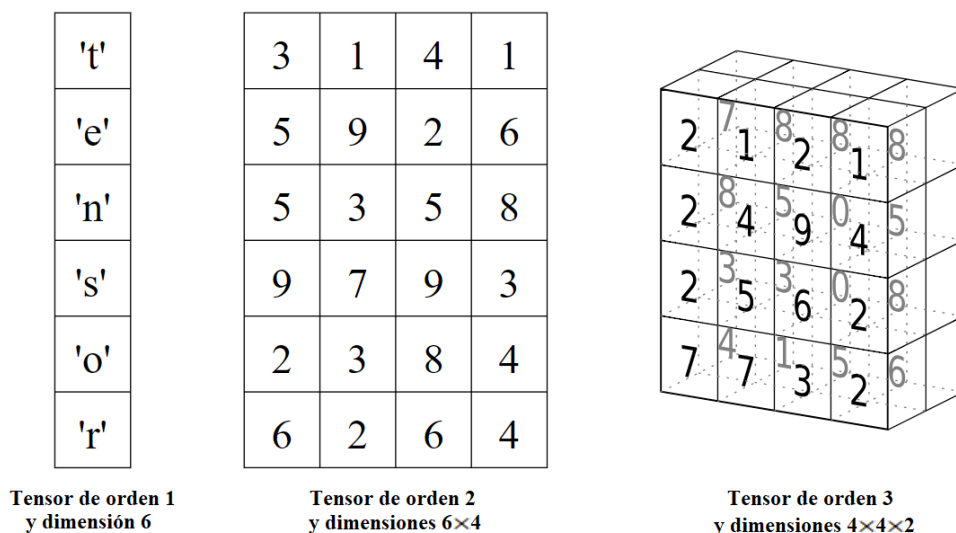 't'
'e'
'n'
's'
'o'
'r'
Tensor de orden 1
y dimensión 6
3 1 4 1
5 9 2 6
5 3 5 8
9 7 9 3
2 3 8 4
6 2 6 4
Tensor de orden 2
y dimensiones 6×4
2 7 1 8 2 8 1 8
2 8 4 5 9 0 4 5
2 3 5 3 6 0 2 8
7 4 7 1 3 5 2 6
Tensor de orden 3
y dimensiones 4×4×2